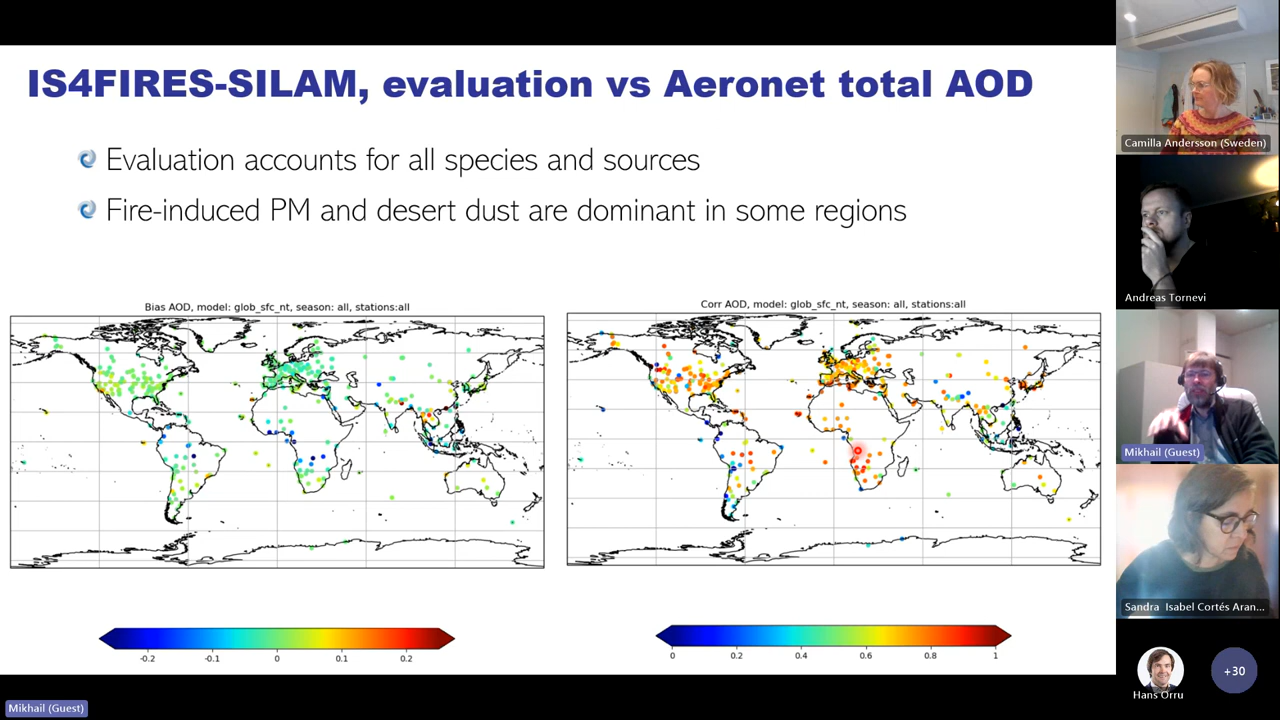 IS4FIRES-SILAM, evaluation vs Aeronet total AOD
Evaluation accounts for all species and sources
Fire-induced PM and desert dust are dominant in some regions
Bias AOD, model: glob_sfc_nt, season: all, stations:all
Corr AOD, model: glob_sfc_nt, season: all, stations:all
-0.2 -0.1 0 0.1 0.2
0 0.2 0.4 0.6 0.8 1
Camilla Andersson (Sweden)
Andreas Tornevi
Mikhail (Guest)
Sandra Isabel Cortés Aran...
Hans Orru
+30
Mikhail (Guest)